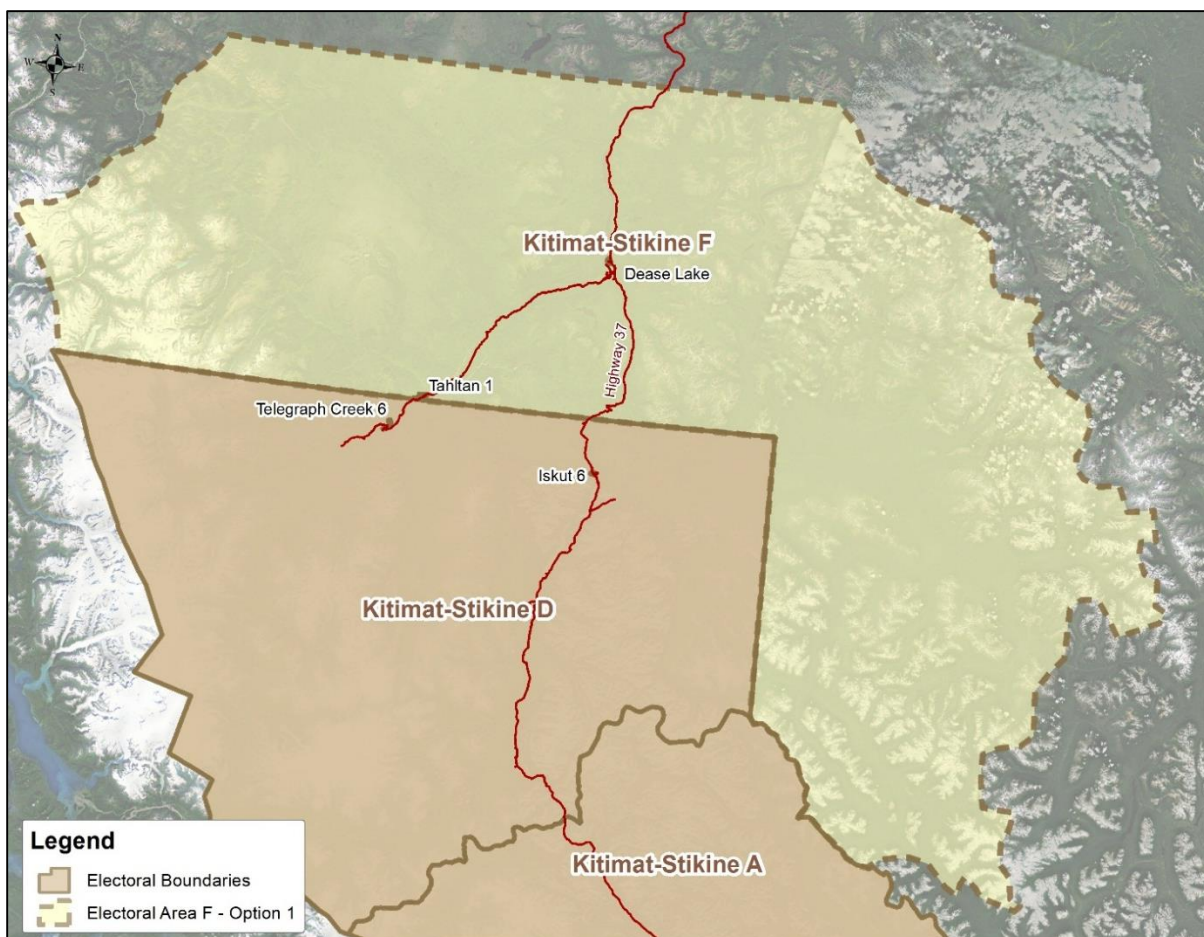 N
W E
S
Kitimat-Stikine F
Dease Lake
Highway 37
Tahltan 1
Telegraph Creek 6
Iskut 6
Kitimat-Stikine D
Kitimat-Stikine A
Legend
Electoral Boundaries
Electoral Area F - Option 1